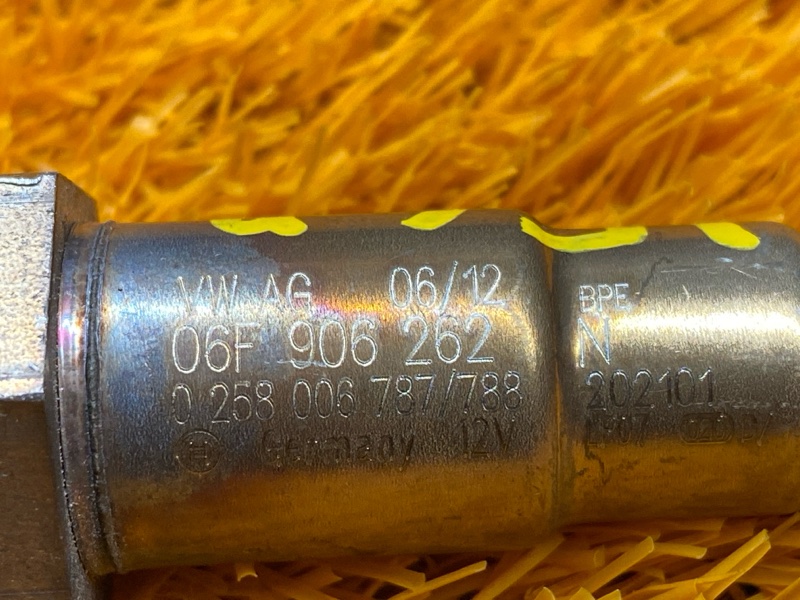 VW AG 06/12
06F 906 262
0 258 006 787/788
Germany 12V
BPE
N
202101